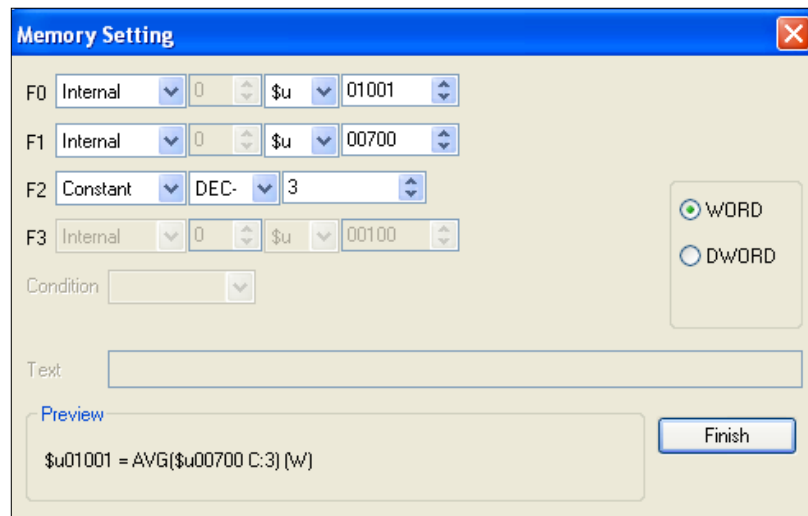 Memory Setting
F0 Internal 0 $u 01001
F1 Internal 0 $u 00700
F2 Constant DEC- 3
F3 Internal 0 $u 00100
WORD
DWORD
Condition
Text
Preview
$u01001 = AVG($u00700 C:3) (W)
Finish